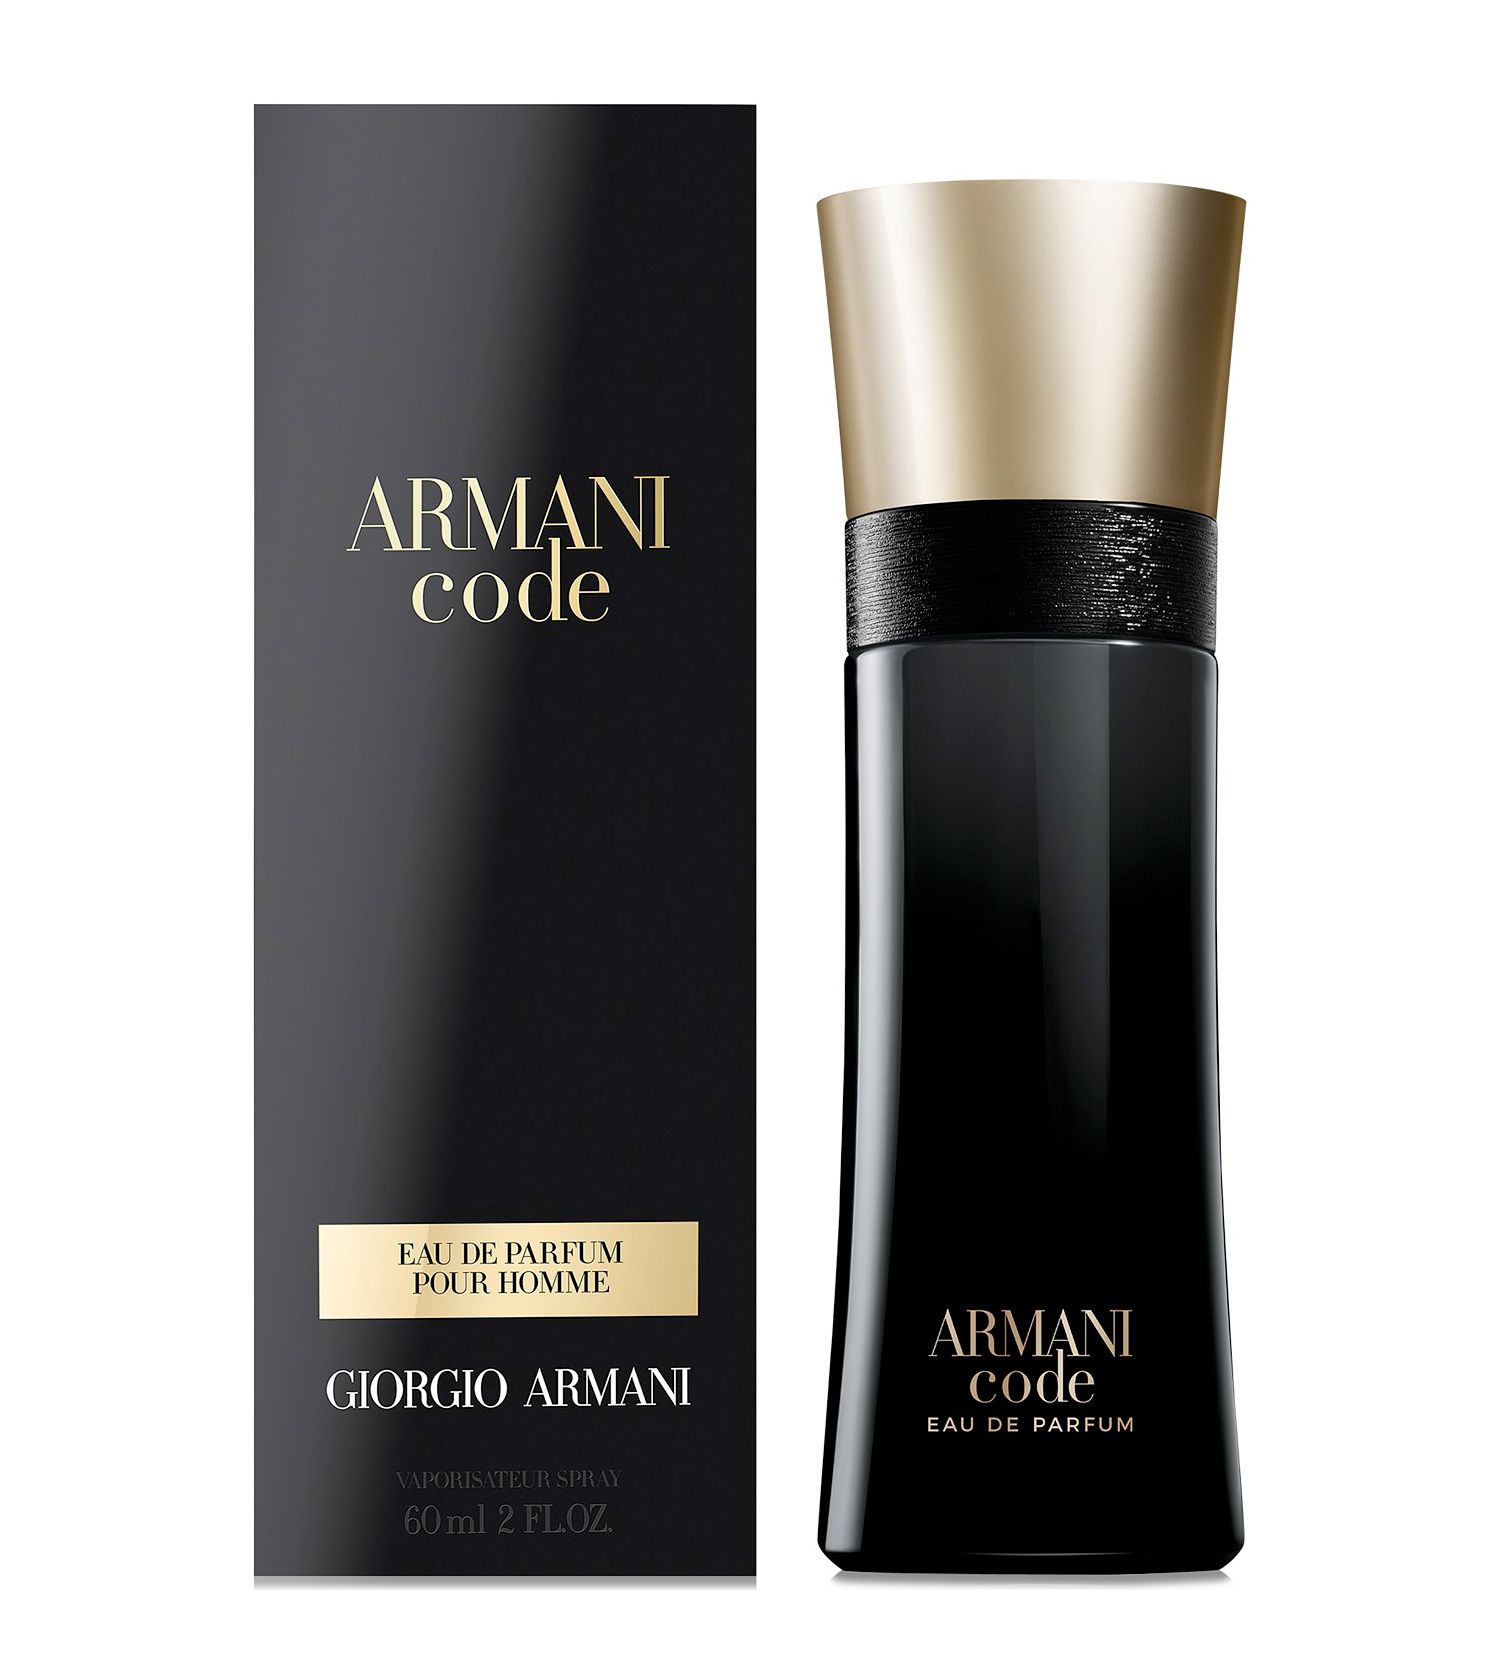 ARMANI
code
EAU DE PARFUM
POUR HOMME
GIORGIO ARMANI
VAPORISATEUR SPRAY
60 ml 2 FL.OZ.
ARMANI
code
EAU DE PARFUM